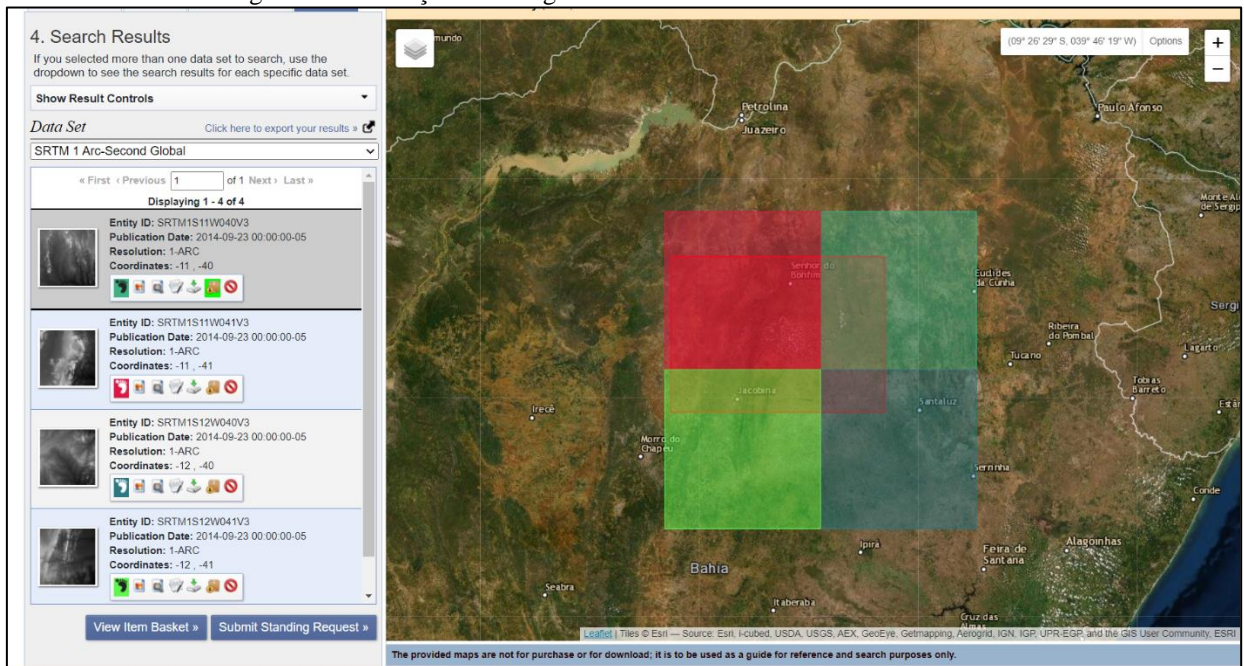 4. Search Results
If you selected more than one data set to search, use the
dropdown to see the search results for each specific data set.
Show Result Controls
Data Set
Click here to export your results »
SRTM 1 Arc-Second Global
« First ‹ Previous 1 of 1 Next › Last »
Displaying 1 - 4 of 4
Entity ID: SRTM1S11W040V3
Publication Date: 2014-09-23 00:00:00-05
Resolution: 1-ARC
Coordinates: -11 , -40
Entity ID: SRTM1S11W041V3
Publication Date: 2014-09-23 00:00:00-05
Resolution: 1-ARC
Coordinates: -11 , -41
Entity ID: SRTM1S12W040V3
Publication Date: 2014-09-23 00:00:00-05
Resolution: 1-ARC
Coordinates: -12 , -40
Entity ID: SRTM1S12W041V3
Publication Date: 2014-09-23 00:00:00-05
Resolution: 1-ARC
Coordinates: -12 , -41
View Item Basket »
Submit Standing Request »
(09° 26' 29" S, 039° 46' 19" W)
Options
+
−
Petrolina
Juazeiro
Paulo Afonso
Monte Al
de Sergip
Senhor do
Bonfim
Euclides
da Cunha
Sergi
Ribeira
do Pombal
Lagarto
Tucano
Tobias
Barreto
Jacobina
Santaluz
Irecê
Morro do
Chapéu
Serrinha
Conde
Ipirá
Feira de
Santana
Alagoinhas
Bahia
Seabra
Itaberaba
Cruz das
Almas
Leaflet | Tiles © Esri — Source: Esri, i-cubed, USDA, USGS, AEX, GeoEye, Getmapping, Aerogrid, IGN, IGP, UPR-EGP, and the GIS User Community, ESRI
The provided maps are not for purchase or for download; it is to be used as a guide for reference and search purposes only.